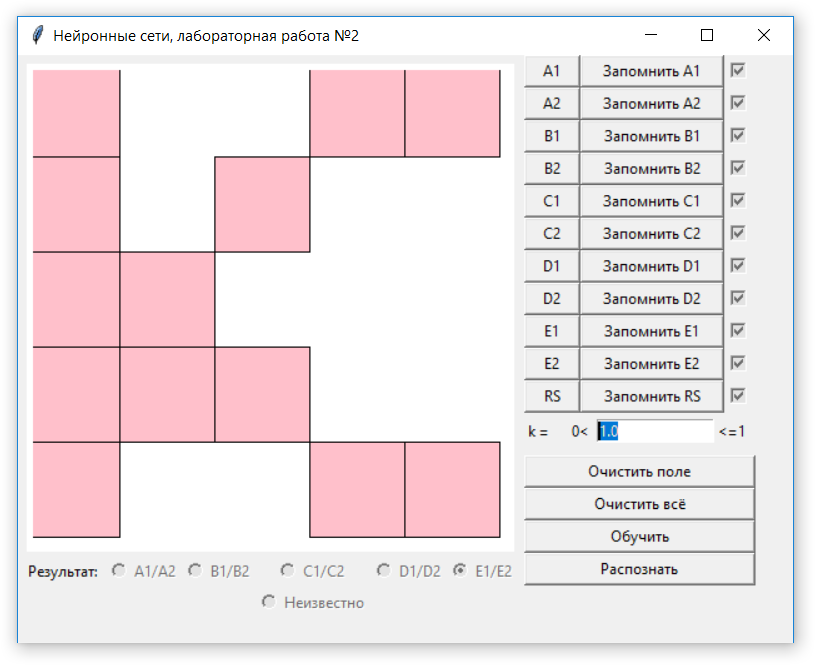 Нейронные сети, лабораторная работа №2
A1 Запомнить A1
A2 Запомнить A2
B1 Запомнить B1
B2 Запомнить B2
C1 Запомнить C1
C2 Запомнить C2
D1 Запомнить D1
D2 Запомнить D2
E1 Запомнить E1
E2 Запомнить E2
RS Запомнить RS
k = 0< 1.0 <=1
Очистить поле
Очистить всё
Обучить
Распознать
Результат: A1/A2 B1/B2 C1/C2 D1/D2 E1/E2
Неизвестно